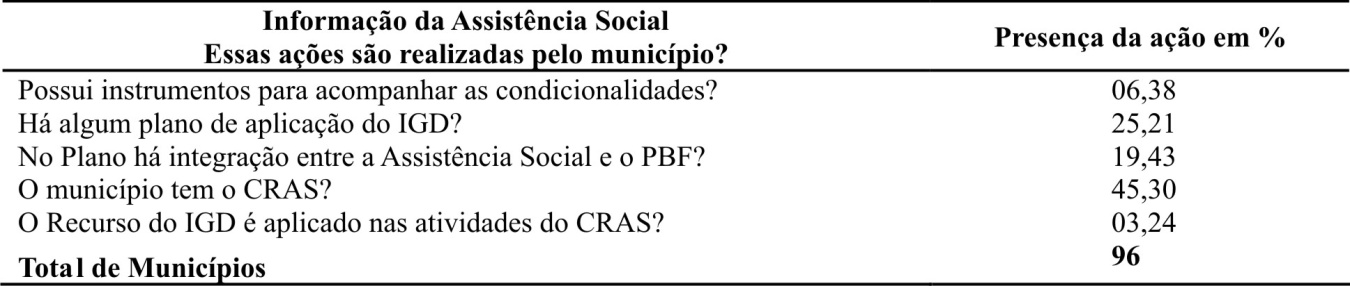 Informação da Assistência Social
Essas ações são realizadas pelo município?
Presença da ação em %
Possui instrumentos para acompanhar as condicionalidades? 06,38
Há algum plano de aplicação do IGD? 25,21
No Plano há integração entre a Assistência Social e o PBF? 19,43
O município tem o CRAS? 45,30
O Recurso do IGD é aplicado nas atividades do CRAS? 03,24
Total de Municípios 96